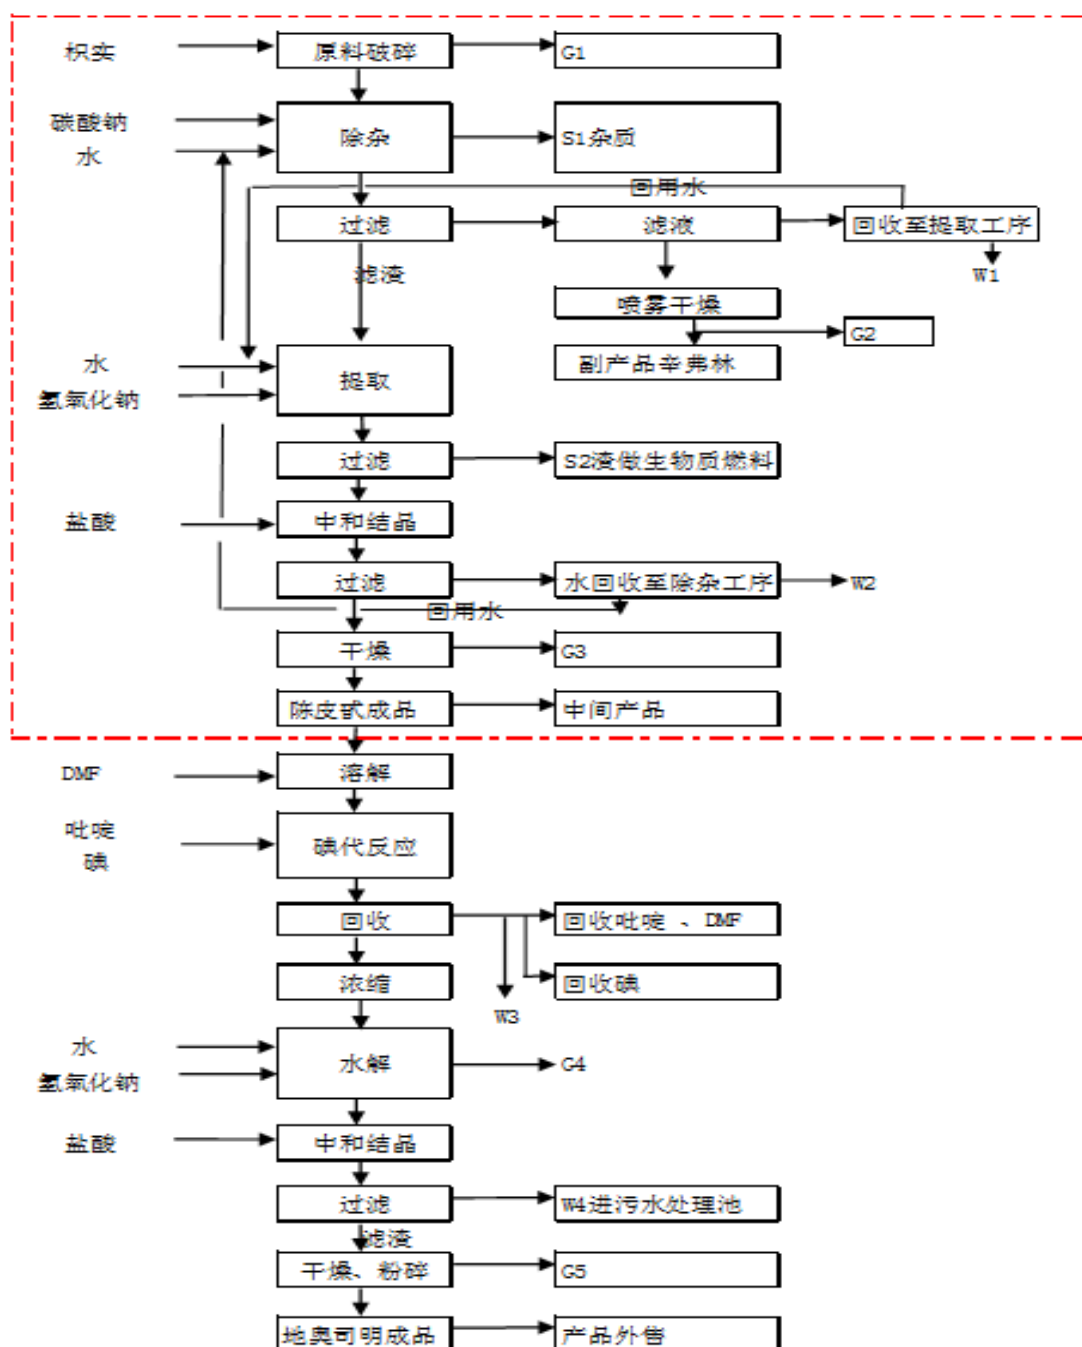 枳实
原料破碎
G1
碳酸钠
水
除杂
S1杂质
回用水
过滤
滤液
回收至提取工序
滤渣
W1
喷雾干燥
G2
水
氢氧化钠
提取
副产品辛弗林
过滤
S2渣做生物质燃料
盐酸
中和结晶
过滤
水回收至除杂工序
W2
回用水
干燥
G3
陈皮甙成品
中间产品
DMF
溶解
吡啶
碘
碘代反应
回收
回收吡啶 、DMF
浓缩
回收碘
W3
水
氢氧化钠
水解
G4
盐酸
中和结晶
过滤
W4进污水处理池
滤渣
干燥、粉碎
G5
地奥司明成品
产品外售